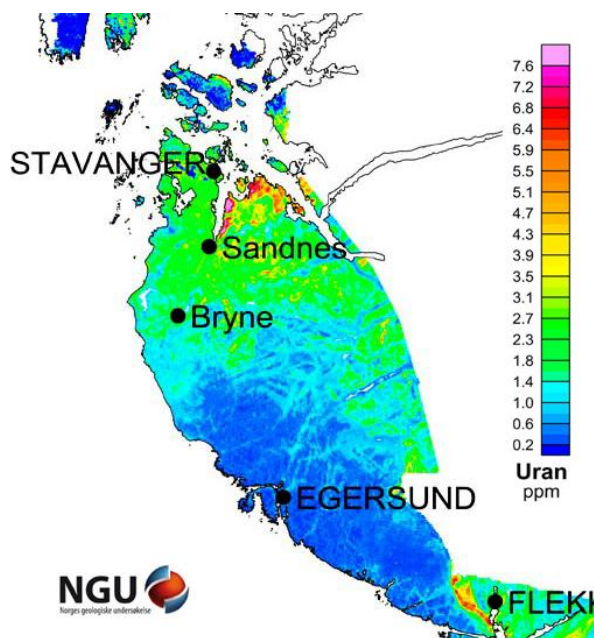 STAVANGER
Sandnes
Bryne
EGERSUND
FLEKK
7.6
7.2
6.8
6.4
5.5
5.1
4.7
4.3
3.9
3.5
3.1
2.7
2.3
1.8
1.4
1.0
0.6
0.2
Uran
ppm
NGU
Norges geologiske undersøkelse